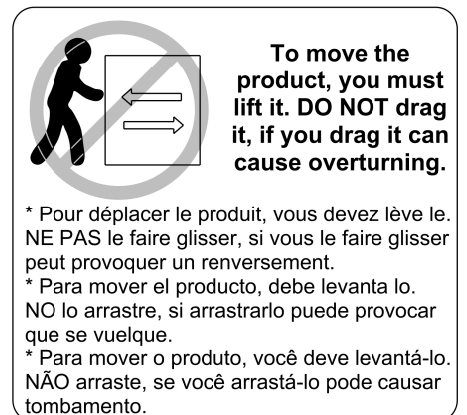 To move the
product, you must
lift it. DO NOT drag
it, if you drag it can
cause overturning.
* Pour déplacer le produit, vous devez lève le.
NE PAS le faire glisser, si vous le faire glisser
peut provoquer un renversement.
* Para mover el producto, debe levanta lo.
NO lo arrastre, si arrastrarlo puede provocar
que se vuelque.
* Para mover o produto, você deve levantá-lo.
NÃO arraste, se você arrastá-lo pode causar
tombamento.